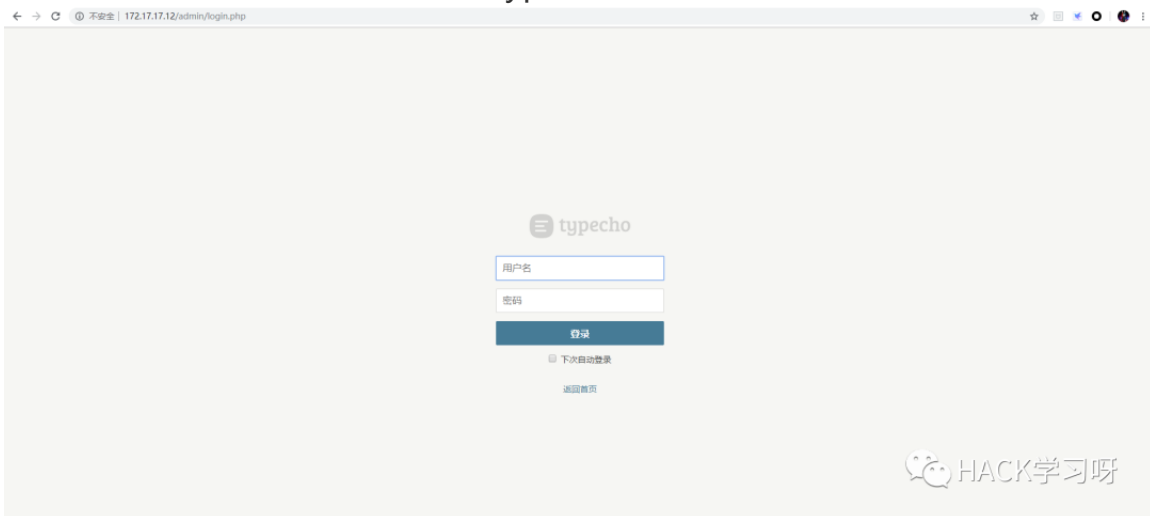 不安全 | 172.17.17.12/admin/login.php
typecho
用户名
密码
登录
下次自动登录
返回首页
HACK学习呀